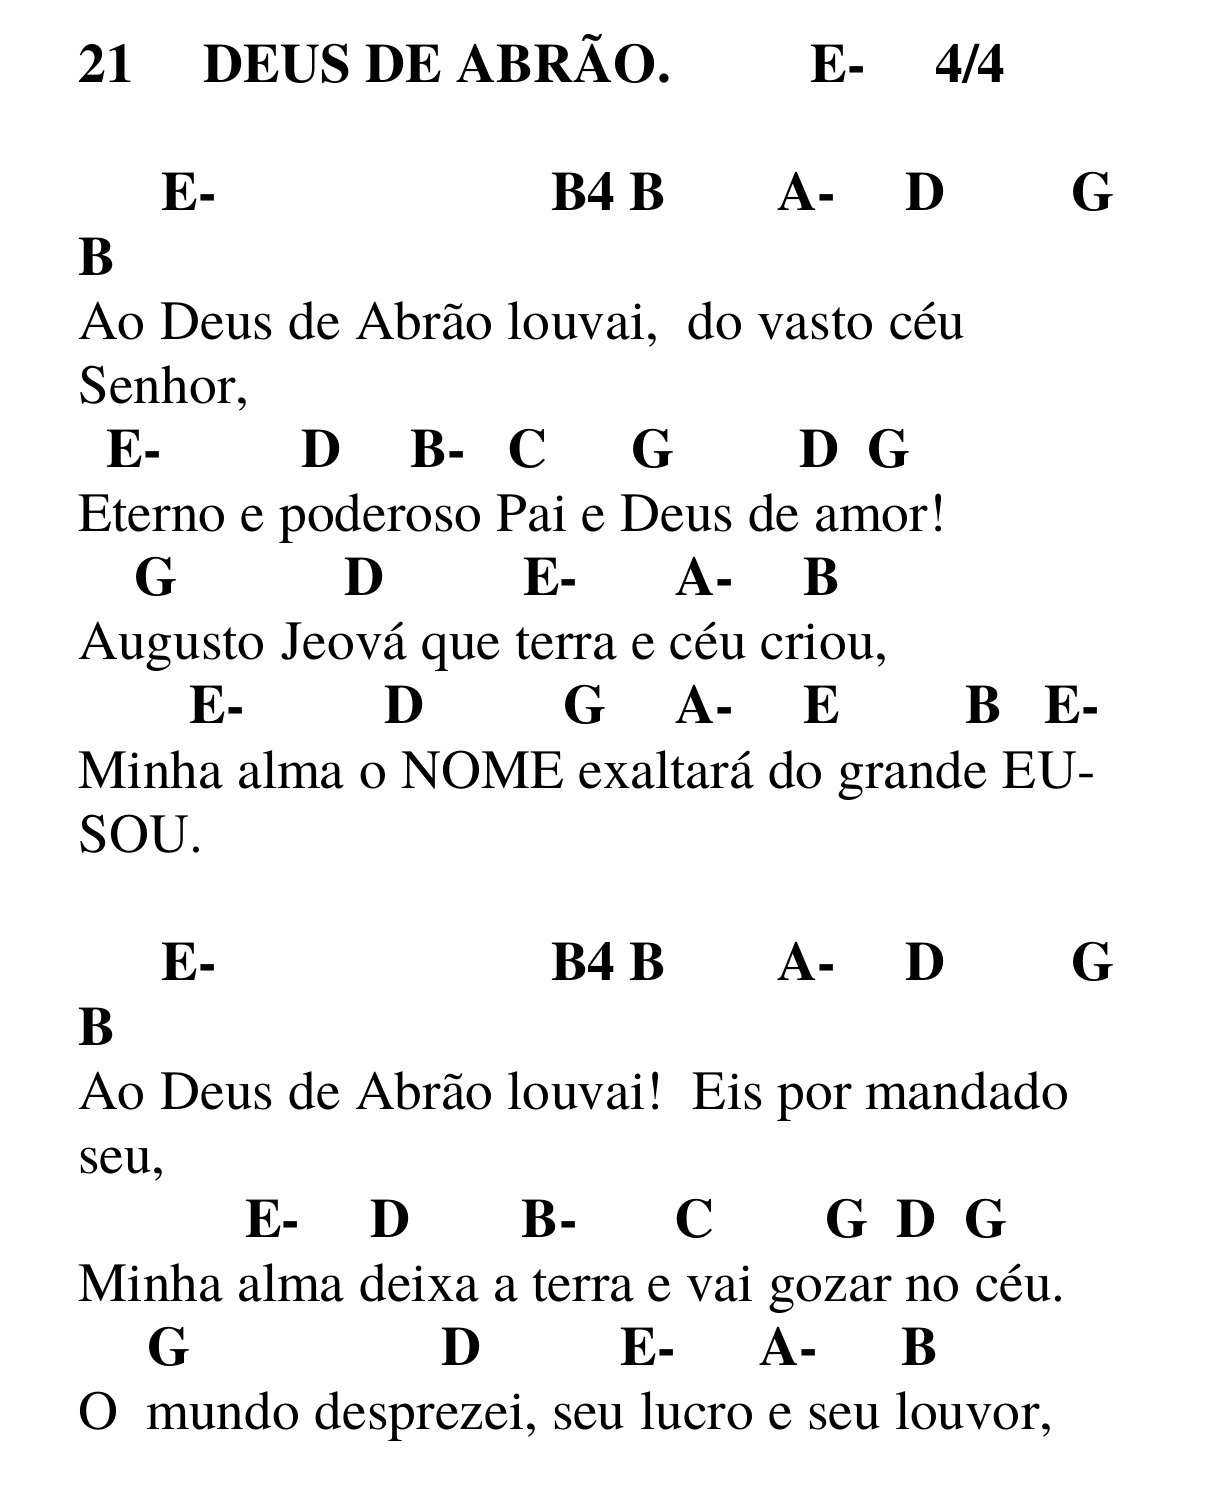 21 DEUS DE ABRÃO. E- 4/4
E- B4 B A- D G
B
Ao Deus de Abrão louvai, do vasto céu
Senhor,
E- D B- C G D G
Eterno e poderoso Pai e Deus de amor!
G D E- A- B
Augusto Jeová que terra e céu criou,
E- D G A- E B E-
Minha alma o NOME exaltará do grande EU-
SOU.
E- B4 B A- D G
B
Ao Deus de Abrão louvai! Eis por mandado
seu,
E- D B- C G D G
Minha alma deixa a terra e vai gozar no céu.
G D E- A- B
O mundo desprezei, seu lucro e seu louvor,